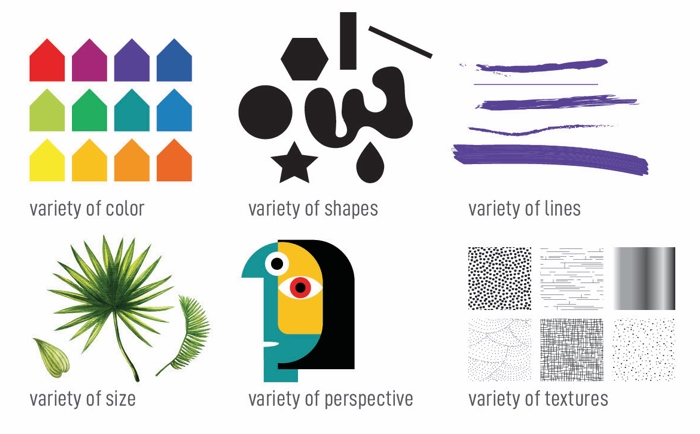 variety of color
variety of shapes
variety of lines
variety of size
variety of perspective
variety of textures